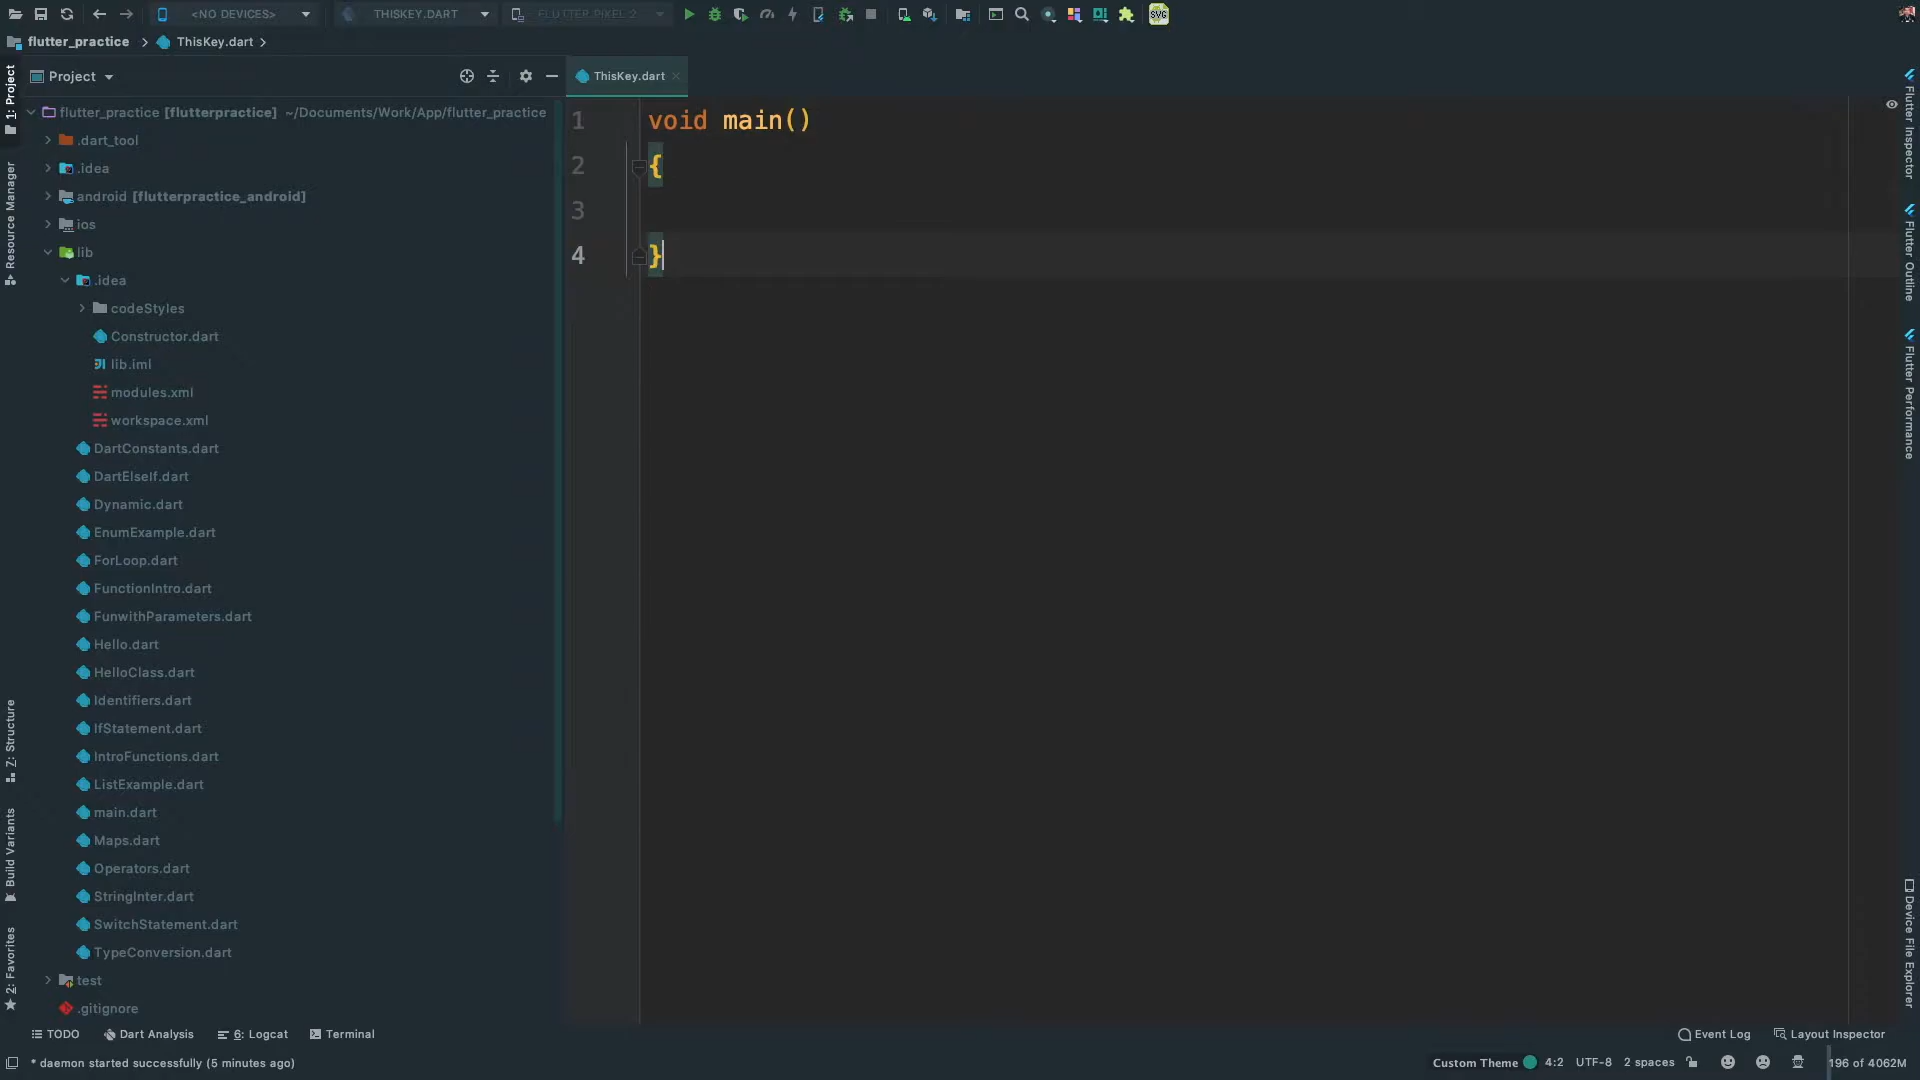 <NO DEVICES>
THISKEY.DART
FLUTTER PIXEL 2
SVG
flutter_practice
ThisKey.dart
Project
ThisKey.dart
1: Project
Resource Manager
Z: Structure
Build Variants
2: Favorites
flutter_practice [flutterpractice] ~/Documents/Work/App/flutter_practice
.dart_tool
.idea
android [flutterpractice_android]
ios
lib
.idea
codeStyles
Constructor.dart
lib.iml
modules.xml
workspace.xml
DartConstants.dart
DartElseIf.dart
Dynamic.dart
EnumExample.dart
ForLoop.dart
FunctionIntro.dart
FunwithParameters.dart
Hello.dart
HelloClass.dart
Identifiers.dart
IfStatement.dart
IntroFunctions.dart
ListExample.dart
main.dart
Maps.dart
Operators.dart
StringInter.dart
SwitchStatement.dart
TypeConversion.dart
test
.gitignore
1 void main()
2 {
3
4 }
Flutter Inspector
Flutter Outline
Flutter Performance
Device File Explorer
TODO
Dart Analysis
6: Logcat
Terminal
Event Log
Layout Inspector
* daemon started successfully (5 minutes ago)
Custom Theme
4:2
UTF-8
2 spaces
196 of 4062M